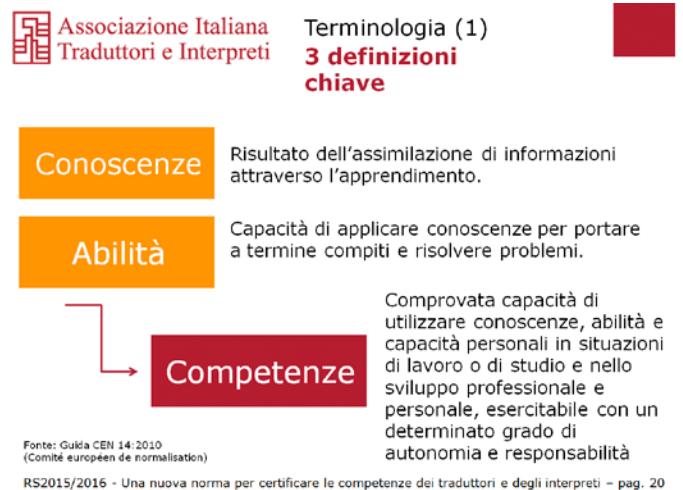 Associazione Italiana
Traduttori e Interpreti
Terminologia (1)
3 definizioni
chiave
Conoscenze
Risultato dell'assimilazione di informazioni
attraverso l'apprendimento.
Abilità
Capacità di applicare conoscenze per portare
a termine compiti e risolvere problemi.
Competenze
Comprovata capacità di
utilizzare conoscenze, abilità e
capacità personali in situazioni
di lavoro o di studio e nello
sviluppo professionale e
personale, esercitabile con un
determinato grado di
autonomia e responsabilità
Fonte: Guida CEN 14:2010
(Comité européen de normalisation)
RS2015/2016 - Una nuova norma per certificare le competenze dei traduttori e degli interpreti – pag. 20